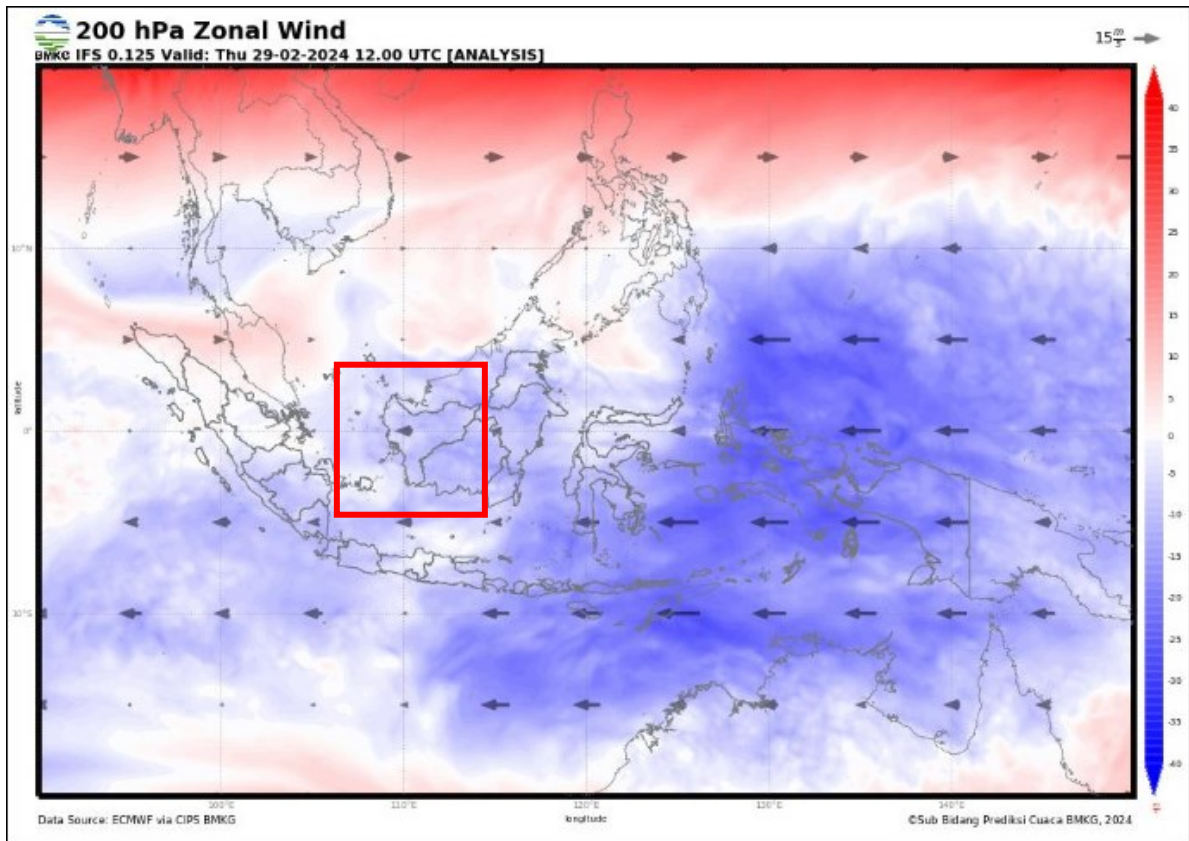 200 hPa Zonal Wind
BMKG IFS 0.125 Valid: Thu 29-02-2024 12.00 UTC [ANALYSIS]
15 m/s
40
35
30
25
20
15
10
5
0
-5
-10
-15
-20
-25
-30
-35
-40
latitude
10°N
0°
10°S
100°E
110°E
120°E
130°E
140°E
longitude
Data Source: ECMWF via CIPS BMKG
©Sub Bidang Prediksi Cuaca BMKG, 2024